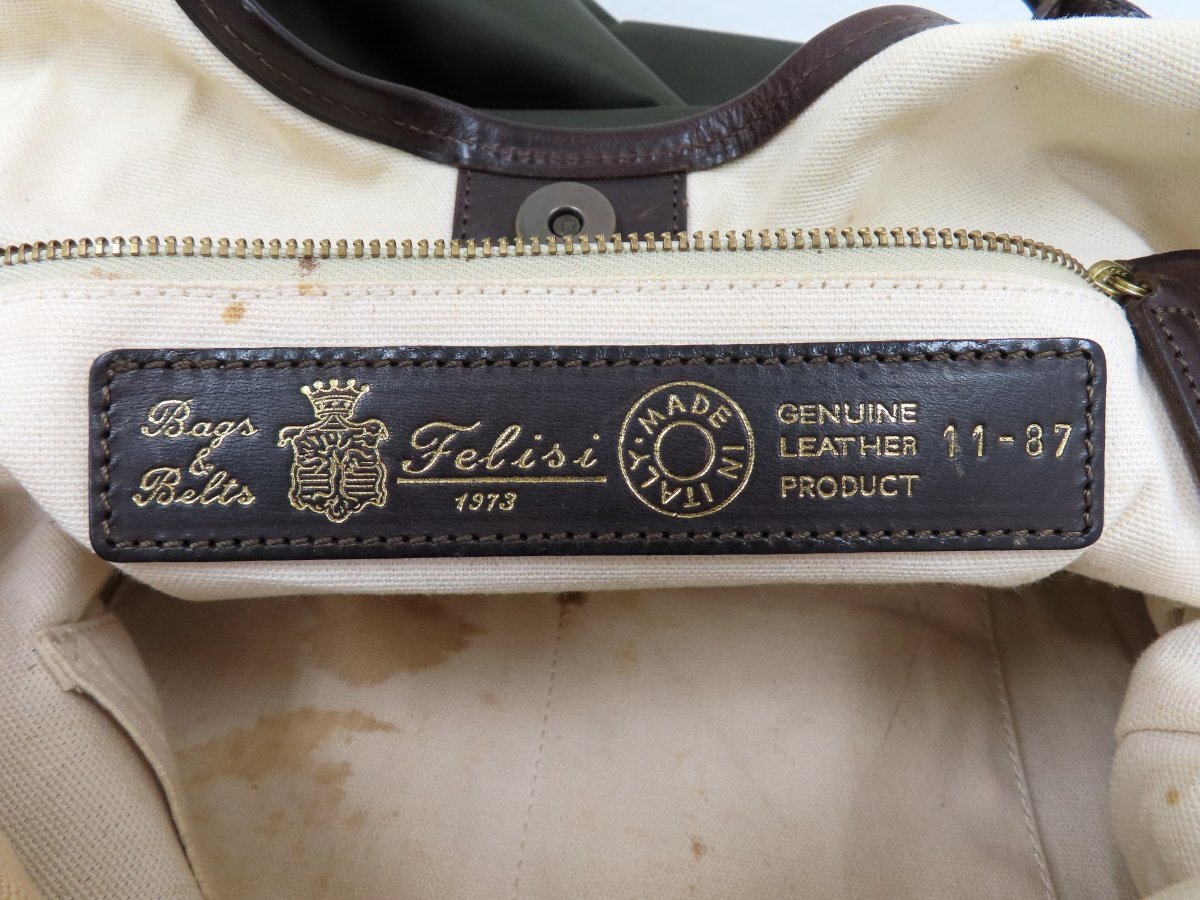 Bags
&
Belts
Felisi
1973
MADE IN ITALY
GENUINE
LEATHER
PRODUCT
11-87